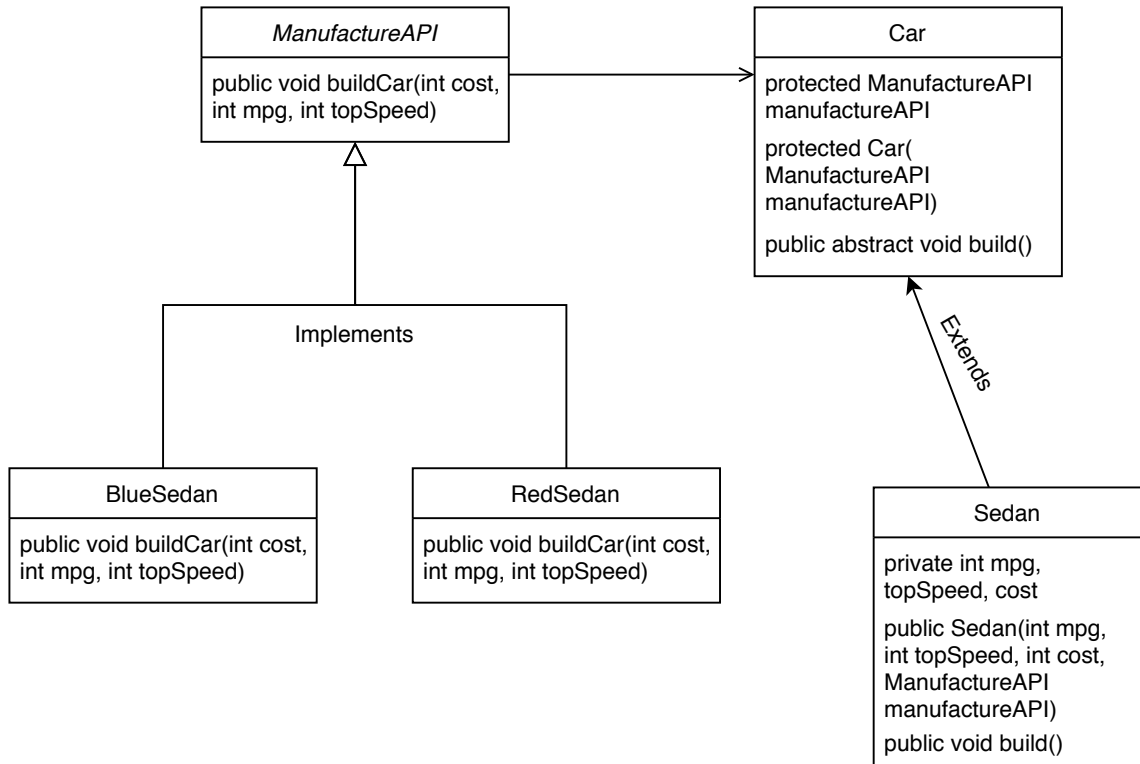 ManufactureAPI
public void buildCar(int cost,
int mpg, int topSpeed)
Car
protected ManufactureAPI
manufactureAPI
protected Car(
ManufactureAPI
manufactureAPI)
public abstract void build()
Implements
Extends
BlueSedan
public void buildCar(int cost,
int mpg, int topSpeed)
RedSedan
public void buildCar(int cost,
int mpg, int topSpeed)
Sedan
private int mpg,
topSpeed, cost
public Sedan(int mpg,
int topSpeed, int cost,
ManufactureAPI
manufactureAPI)
public void build()